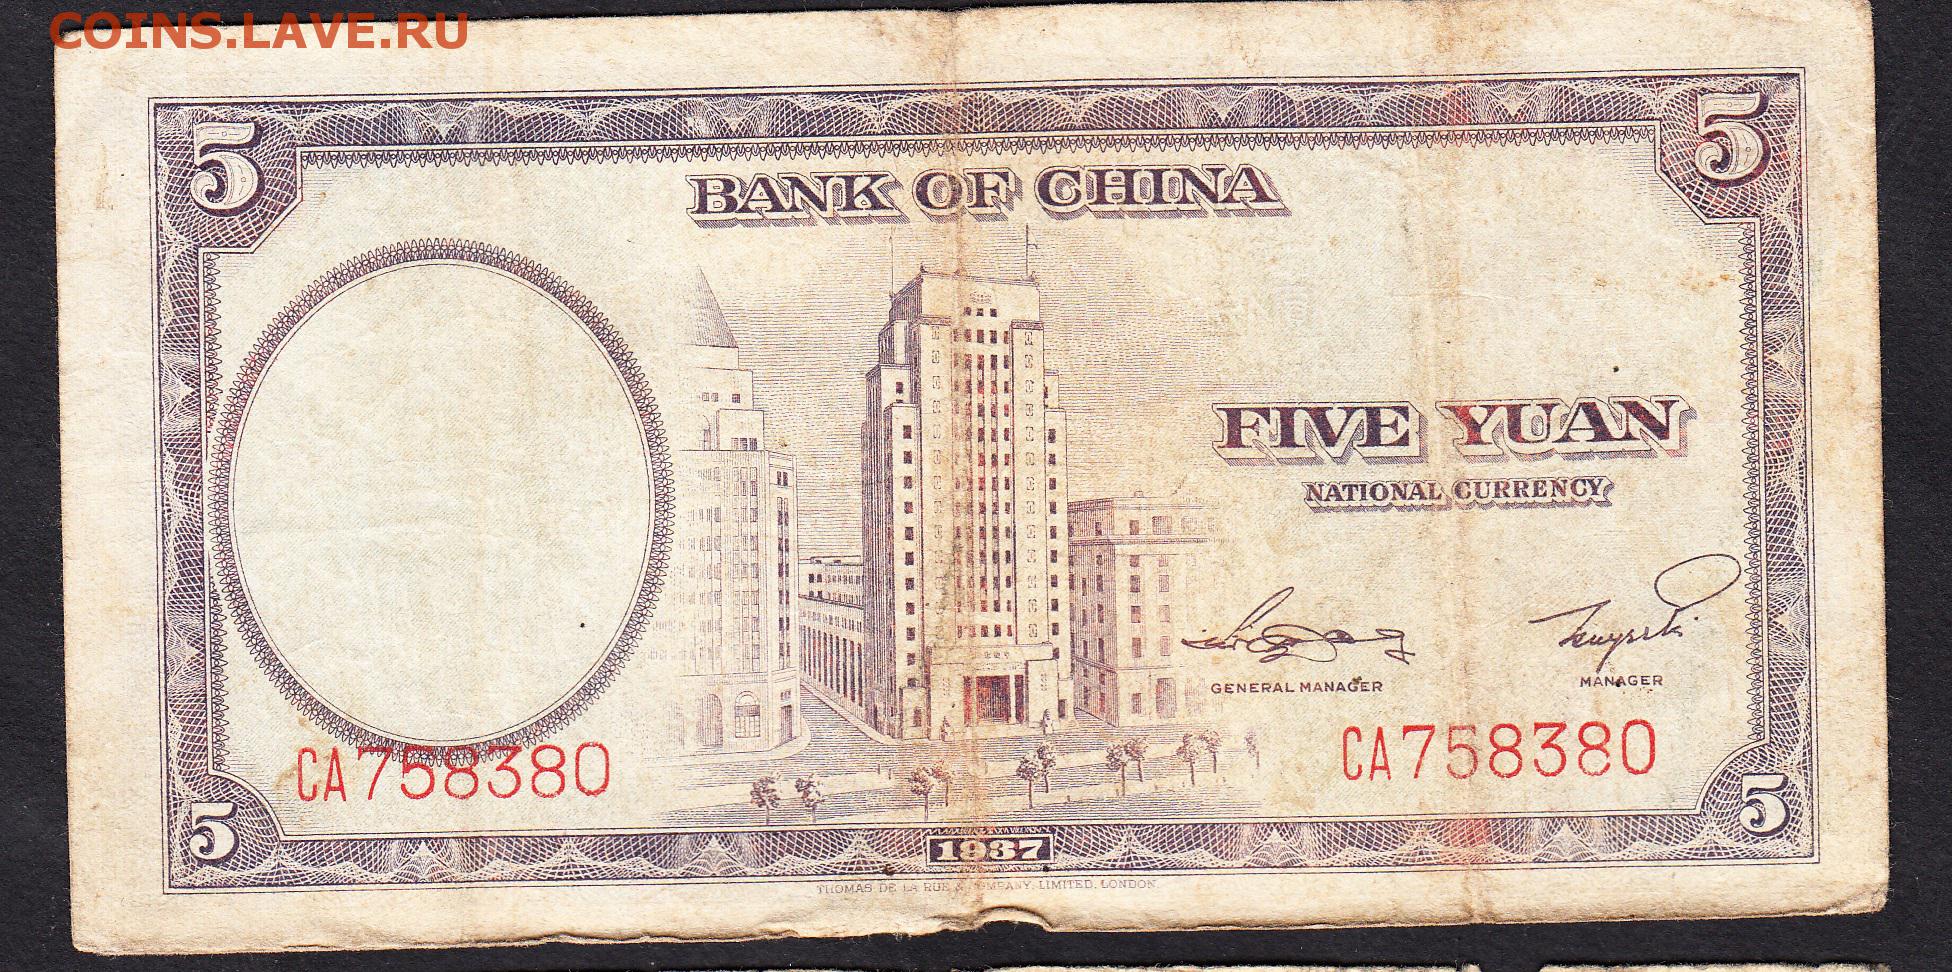 COINS.LAVE.RU
5 5
BANK OF CHINA
FIVE YUAN
NATIONAL CURRENCY
GENERAL MANAGER MANAGER
CA758380 CA758380
5 1937 5
THOMAS DE LA RUE & COMPANY, LIMITED, LONDON.